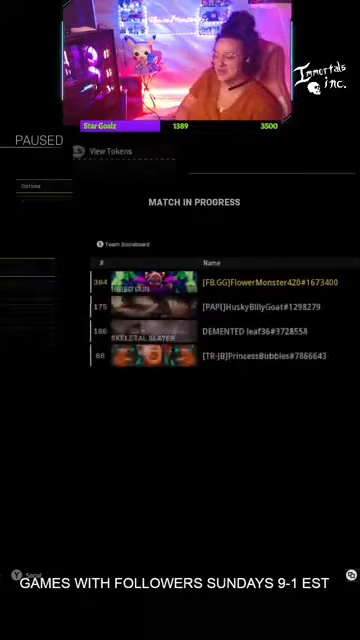 Immortals
inc.
Star Goalz 1389 3500
PAUSED
View Tokens
Options
MATCH IN PROGRESS
Team Scoreboard
# Name
384 [FB.GG]FlowerMonster420#1673400
175 [PAPI]HuskyBIllyGoat#1298279
166 DEMENTED leaf36#3728558
SKELETAL SLAYER
66 [TR-JB]PrincessBubbles#7866643
Y
GAMES WITH FOLLOWERS SUNDAYS 9-1 EST